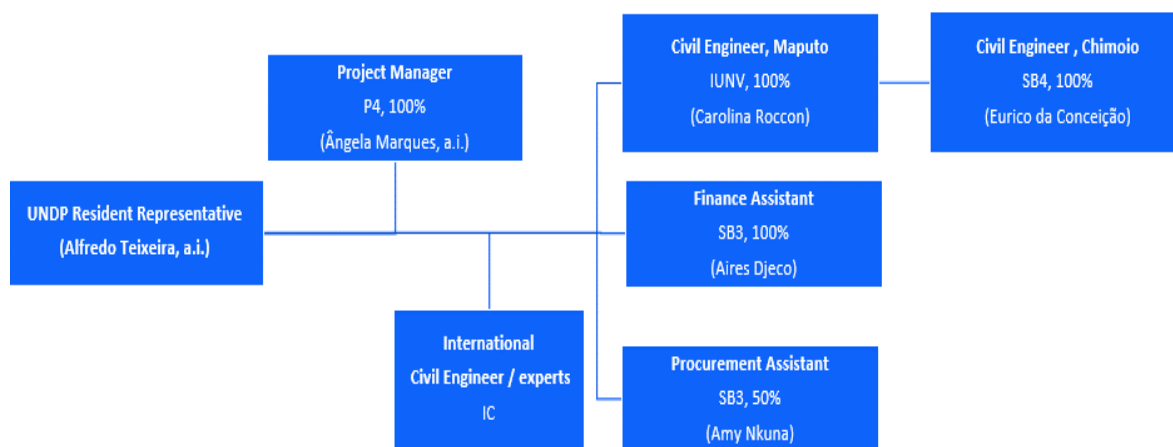 Project Manager
P4, 100%
(Ângela Marques, a.i.)
Civil Engineer, Maputo
IUNV, 100%
(Carolina Roccon)
Civil Engineer , Chimoio
SB4, 100%
(Eurico da Conceição)
UNDP Resident Representative
(Alfredo Teixeira, a.i.)
Finance Assistant
SB3, 100%
(Aires Djeco)
International
Civil Engineer / experts
IC
Procurement Assistant
SB3, 50%
(Amy Nkuna)